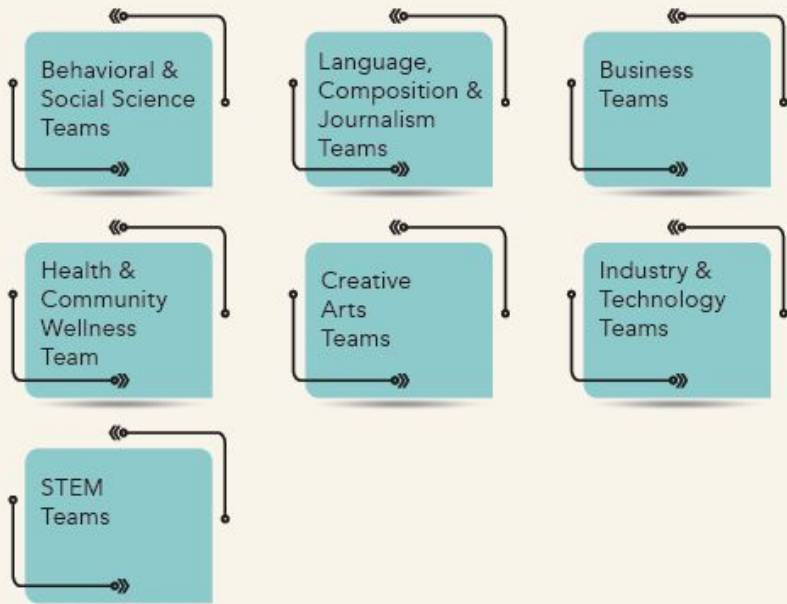 Behavioral &
Social Science
Teams
Language,
Composition &
Journalism
Teams
Business
Teams
Health &
Community
Wellness
Team
Creative
Arts
Teams
Industry &
Technology
Teams
STEM
Teams